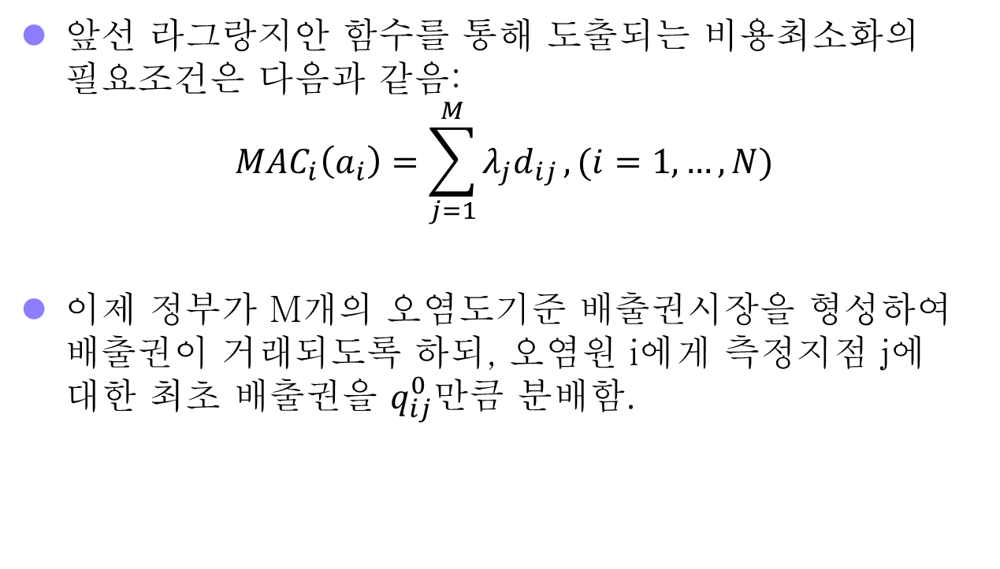 ● 앞선 라그랑지안 함수를 통해 도출되는 비용최소화의
필요조건은 다음과 같음:
$MAC_i(a_i) = \sum_{j=1}^{M} \lambda_j d_{ij}, (i = 1, \ldots, N)$
● 이제 정부가 M개의 오염도기준 배출권시장을 형성하여
배출권이 거래되도록 하되, 오염원 i에게 측정지점 j에
대한 최초 배출권을 $q_{ij}^{0}$만큼 분배함.